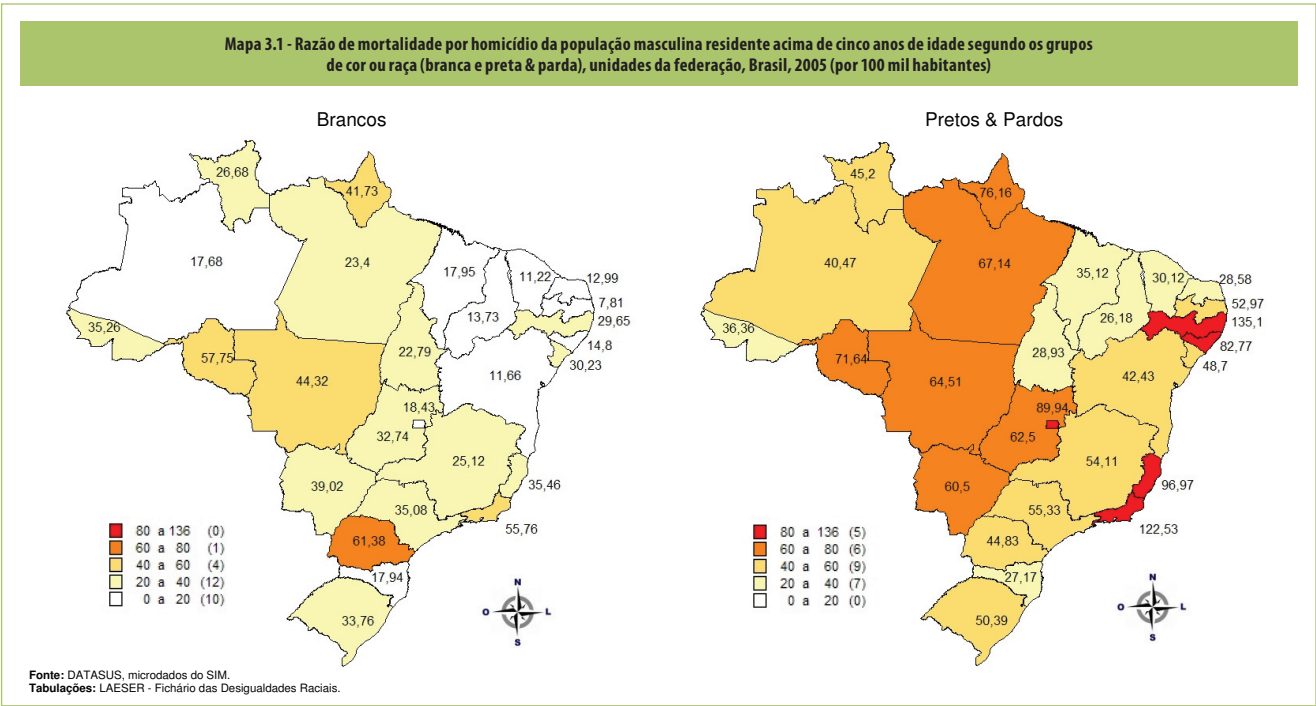 Mapa 3.1 - Razão de mortalidade por homicídio da população masculina residente acima de cinco anos de idade segundo os grupos
de cor ou raça (branca e preta & parda), unidades da federação, Brasil, 2005 (por 100 mil habitantes)
Brancos
26,68
41,73
17,68
23,4
17,95
11,22
12,99
7,81
13,73
29,65
35,26
14,8
57,75
22,79
30,23
44,32
11,66
18,43
32,74
25,12
39,02
35,46
35,08
55,76
61,38
17,94
33,76
80 a 136 (0)
60 a 80 (1)
40 a 60 (4)
20 a 40 (12)
0 a 20 (10)
N
O
L
S
Pretos & Pardos
45,2
76,16
40,47
67,14
35,12
30,12
28,58
52,97
26,18
135,1
36,36
82,77
71,64
28,93
48,7
64,51
42,43
89,94
62,5
54,11
60,5
96,97
55,33
122,53
44,83
27,17
50,39
80 a 136 (5)
60 a 80 (6)
40 a 60 (9)
20 a 40 (7)
0 a 20 (0)
N
O
L
S
Fonte: DATASUS, microdados do SIM.
Tabulações: LAESER - Fichário das Desigualdades Raciais.